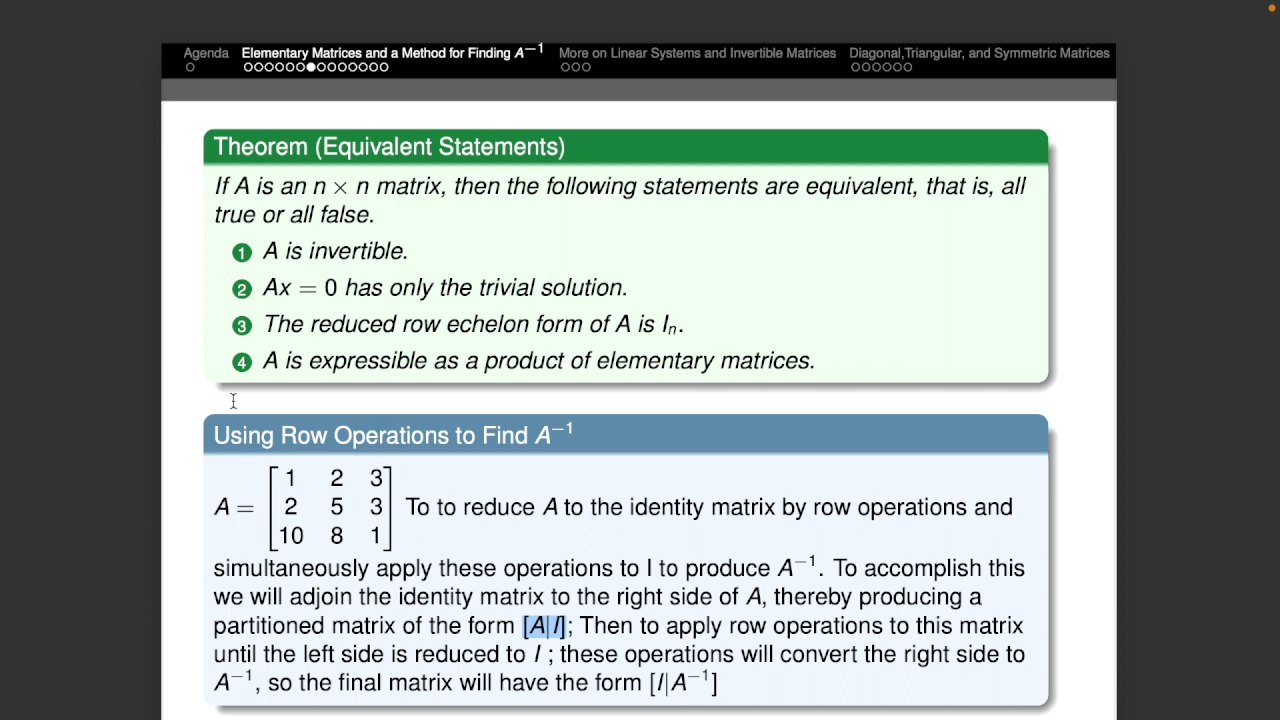 Agenda Elementary Matrices and a Method for Finding A⁻¹ More on Linear Systems and Invertible Matrices Diagonal,Triangular, and Symmetric Matrices
Theorem (Equivalent Statements)
If A is an n × n matrix, then the following statements are equivalent, that is, all
true or all false.
1 A is invertible.
2 Ax = 0 has only the trivial solution.
3 The reduced row echelon form of A is Iₙ.
4 A is expressible as a product of elementary matrices.
Using Row Operations to Find A⁻¹
1 2 3
A = 2 5 3 To to reduce A to the identity matrix by row operations and
10 8 1
simultaneously apply these operations to I to produce A⁻¹. To accomplish this
we will adjoin the identity matrix to the right side of A, thereby producing a
partitioned matrix of the form [A|I]; Then to apply row operations to this matrix
until the left side is reduced to I ; these operations will convert the right side to
A⁻¹, so the final matrix will have the form [I|A⁻¹]